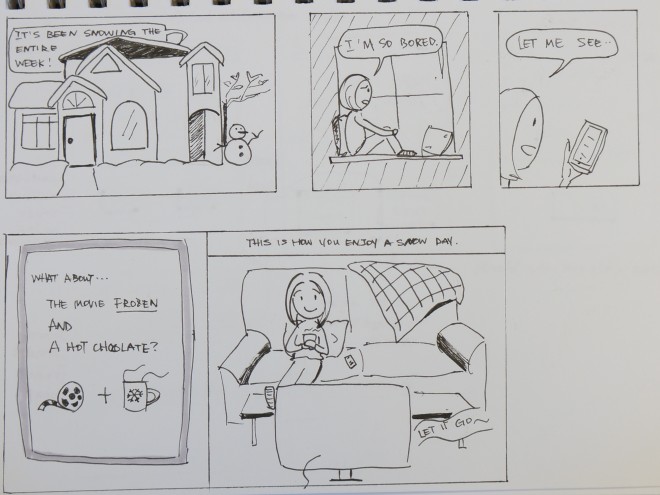 IT'S BEEN SNOWING THE
ENTIRE
WEEK!
I'M SO BORED.
LET ME SEE..
WHAT ABOUT...
THE MOVIE FROZEN
AND
A HOT CHOCOLATE?
THIS IS HOW YOU ENJOY A SNOW DAY.
LET IT GO~